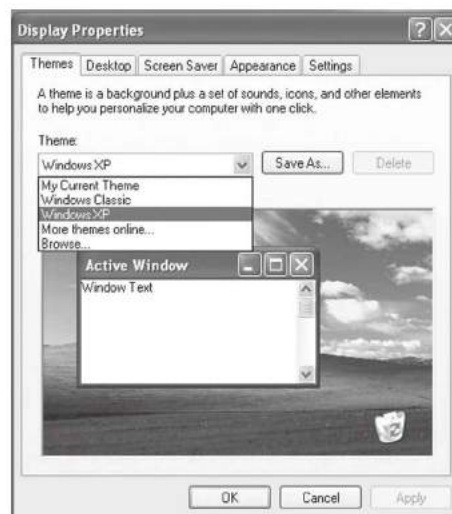 Display Properties
Themes Desktop Screen Saver Appearance Settings
A theme is a background plus a set of sounds, icons, and other elements
to help you personalize your computer with one click.
Theme:
Windows XP Save As... Delete
My Current Theme
Windows Classic
Windows XP
More themes online...
Browse...
Active Window
Window Text
OK Cancel Apply